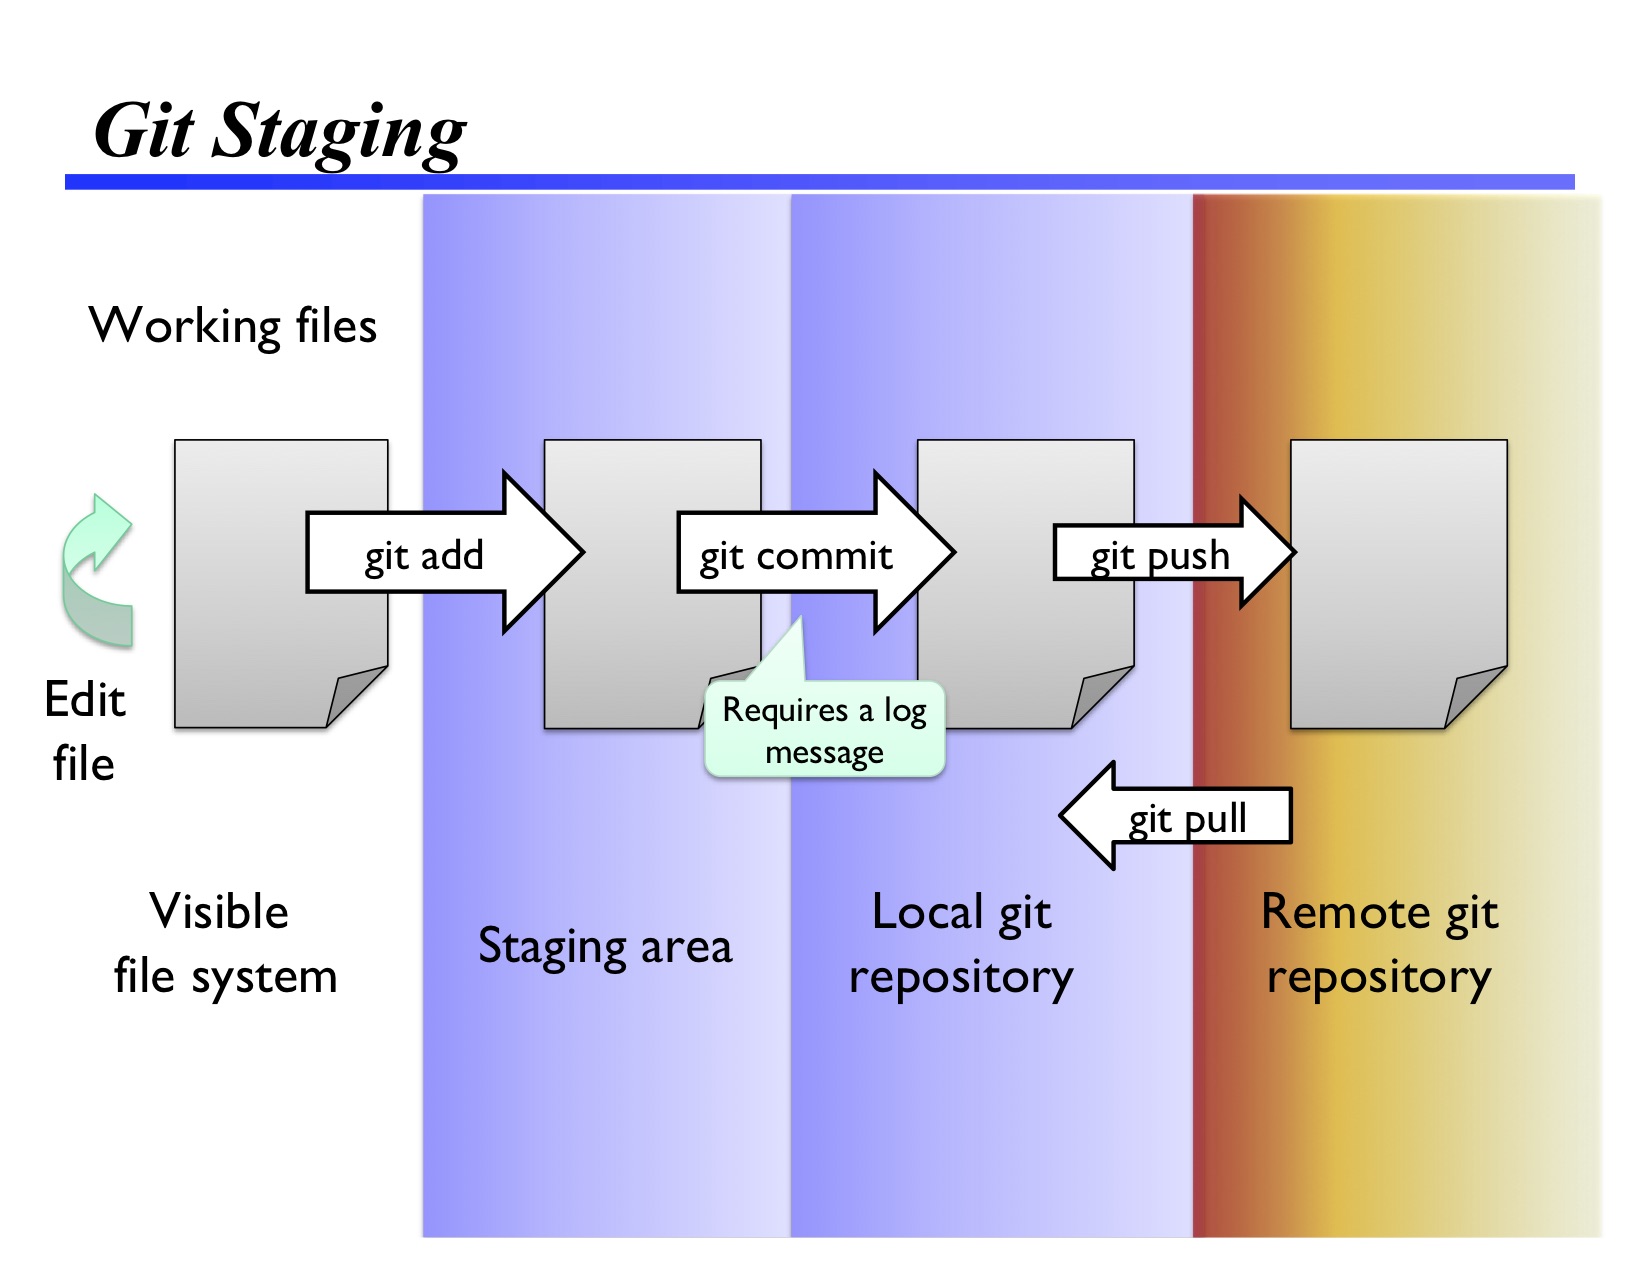 Git Staging
Working files
git add
git commit
git push
Edit
file
Requires a log
message
git pull
Visible
file system
Staging area
Local git
repository
Remote git
repository